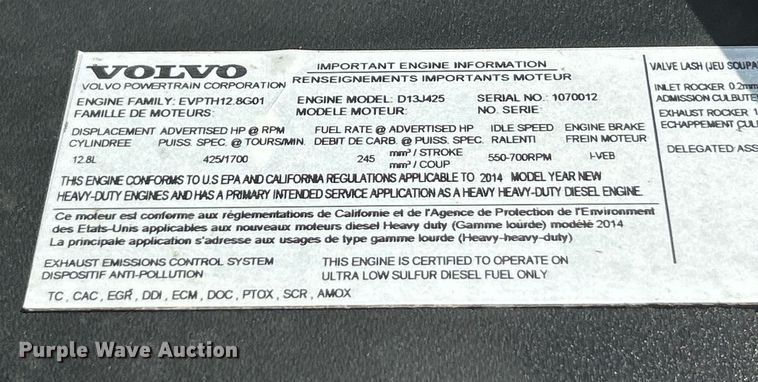 VOLVO
VOLVO POWERTRAIN CORPORATION
IMPORTANT ENGINE INFORMATION
RENSEIGNEMENTS IMPORTANTS MOTEUR
ENGINE FAMILY: EVPTH12.8G01 ENGINE MODEL: D13J425 SERIAL NO.: 1070012
FAMILLE DE MOTEURS: MODELE MOTEUR: NO. SERIE:
DISPLACEMENT ADVERTISED HP @ RPM FUEL RATE @ ADVERTISED HP IDLE SPEED ENGINE BRAKE
CYLINDREE PUISS. SPEC. @ TOURS/MIN. DEBIT DE CARB. @ PUISS. SPEC. RALENTI FREIN MOTEUR
12.8L 425/1700 245 mm³ / STROKE 550-700RPM I-VEB
mm³ / COUP
THIS ENGINE CONFORMS TO U.S EPA AND CALIFORNIA REGULATIONS APPLICABLE TO 2014 MODEL YEAR NEW
HEAVY-DUTY ENGINES AND HAS A PRIMARY INTENDED SERVICE APPLICATION AS A HEAVY HEAVY-DUTY DIESEL ENGINE.
Ce moteur est conforme aux réglementations de Californie et de l'Agence de Protection de l'Environment
des Etats-Unis applicables aux nouveaux moteurs diesel Heavy duty (Gamme lourde) modèlé 2014
La principale application s'adresse aux usages de type gamme lourde (Heavy-heavy-duty)
EXHAUST EMISSIONS CONTROL SYSTEM THIS ENGINE IS CERTIFIED TO OPERATE ON
DISPOSITIF ANTI-POLLUTION ULTRA LOW SULFUR DIESEL FUEL ONLY
TC , CAC , EGR , DDI , ECM , DOC , PTOX , SCR , AMOX
VALVE LASH (JEU SOUPA
INLET ROCKER 0.2mm
ADMISSION CULBUTE
EXHAUST ROCKER 1
ECHAPPEMENT CUL
DELEGATED ASS
Purple Wave Auction